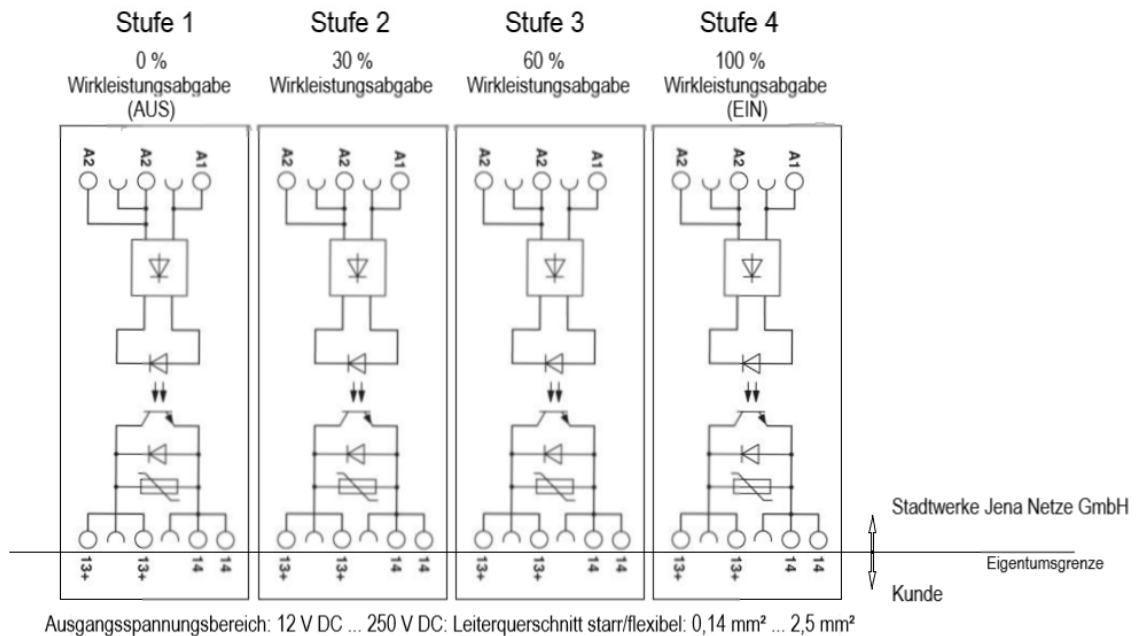 Stufe 1
Stufe 2
Stufe 3
Stufe 4
0 %
30 %
60 %
100 %
Wirkleistungsabgabe
Wirkleistungsabgabe
Wirkleistungsabgabe
Wirkleistungsabgabe
(AUS)
(EIN)
A2 A2 A1
A2 A2 A1
A2 A2 A1
A2 A2 A1
13+ 13+ 14 14
13+ 13+ 14 14
13+ 13+ 14 14
13+ 13+ 14 14
Stadtwerke Jena Netze GmbH
Eigentumsgrenze
Kunde
Ausgangsspannungsbereich: 12 V DC ... 250 V DC: Leiterquerschnitt starr/flexibel: 0,14 mm² ... 2,5 mm²